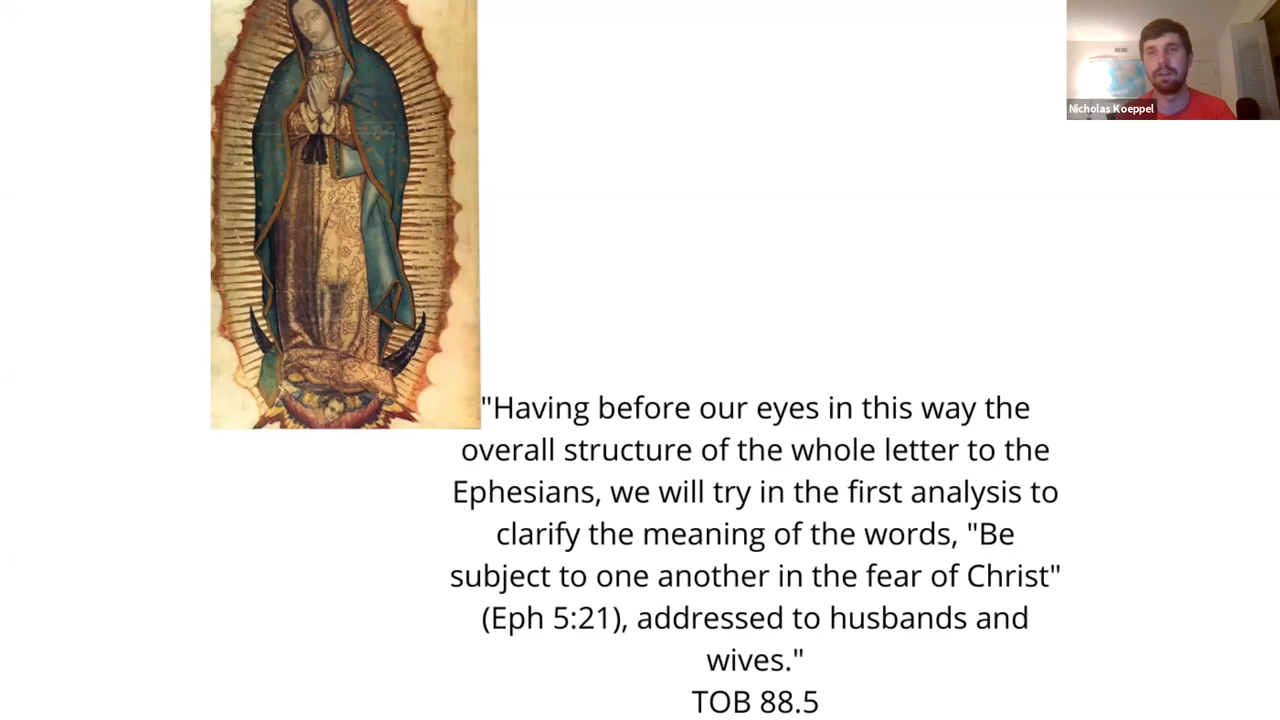 Nicholas Koeppel
"Having before our eyes in this way the
overall structure of the whole letter to the
Ephesians, we will try in the first analysis to
clarify the meaning of the words, "Be
subject to one another in the fear of Christ"
(Eph 5:21), addressed to husbands and
wives."
TOB 88.5